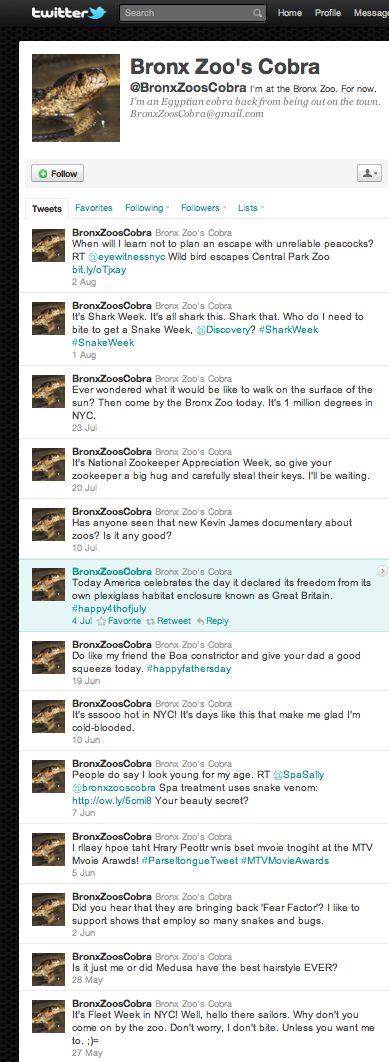 twitter Search Home Profile Messag
Bronx Zoo's Cobra
@BronxZoosCobra I'm at the Bronx Zoo. For now.
I'm an Egyptian cobra back from being out on the town.
BronxZoosCobra@gmail.com
Follow
Tweets Favorites Following Followers Lists
BronxZoosCobra Bronx Zoo's Cobra
When will I learn not to plan an escape with unreliable peacocks?
RT @eyewitnessnyc Wild bird escapes Central Park Zoo
bit.ly/oTjxay
2 Aug
BronxZoosCobra Bronx Zoo's Cobra
It's Shark Week. It's all shark this. Shark that. Who do I need to
bite to get a Snake Week, @Discovery? #SharkWeek
#SnakeWeek
1 Aug
BronxZoosCobra Bronx Zoo's Cobra
Ever wondered what it would be like to walk on the surface of the
sun? Then come by the Bronx Zoo today. It's 1 million degrees in
NYC.
23 Jul
BronxZoosCobra Bronx Zoo's Cobra
It's National Zookeeper Appreciation Week, so give your
zookeeper a big hug and carefully steal their keys. I'll be waiting.
20 Jul
BronxZoosCobra Bronx Zoo's Cobra
Has anyone seen that new Kevin James documentary about
zoos? Is it any good?
10 Jul
BronxZoosCobra Bronx Zoo's Cobra
Today America celebrates the day it declared its freedom from its
own plexiglass habitat enclosure known as Great Britain.
#happy4thofjuly
4 Jul Favorite Retweet Reply
BronxZoosCobra Bronx Zoo's Cobra
Do like my friend the Boa constrictor and give your dad a good
squeeze today. #happyfathersday
19 Jun
BronxZoosCobra Bronx Zoo's Cobra
It's sssooo hot in NYC! It's days like this that make me glad I'm
cold-blooded.
10 Jun
BronxZoosCobra Bronx Zoo's Cobra
People do say I look young for my age. RT @SpaSally
@bronxzooscobra Spa treatment uses snake venom:
http://ow.ly/5cmi8 Your beauty secret?
7 Jun
BronxZoosCobra Bronx Zoo's Cobra
I rllaey hpoe taht Hrary Peottr wnis bset mvoie tnogiht at the MTV
Mvoie Arawds! #ParseltongueTweet #MTVMovieAwards
5 Jun
BronxZoosCobra Bronx Zoo's Cobra
Did you hear that they are bringing back 'Fear Factor'? I like to
support shows that employ so many snakes and bugs.
2 Jun
BronxZoosCobra Bronx Zoo's Cobra
Is it just me or did Medusa have the best hairstyle EVER?
28 May
BronxZoosCobra Bronx Zoo's Cobra
It's Fleet Week in NYC! Well, hello there sailors. Why don't you
come on by the zoo. Don't worry, I don't bite. Unless you want me
to. ;)=
27 May